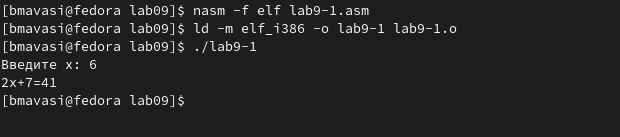 [bmavasi@fedora lab09]$ nasm -f elf lab9-1.asm
[bmavasi@fedora lab09]$ ld -m elf_i386 -o lab9-1 lab9-1.o
[bmavasi@fedora lab09]$ ./lab9-1
Введите x: 6
2x+7=41
[bmavasi@fedora lab09]$